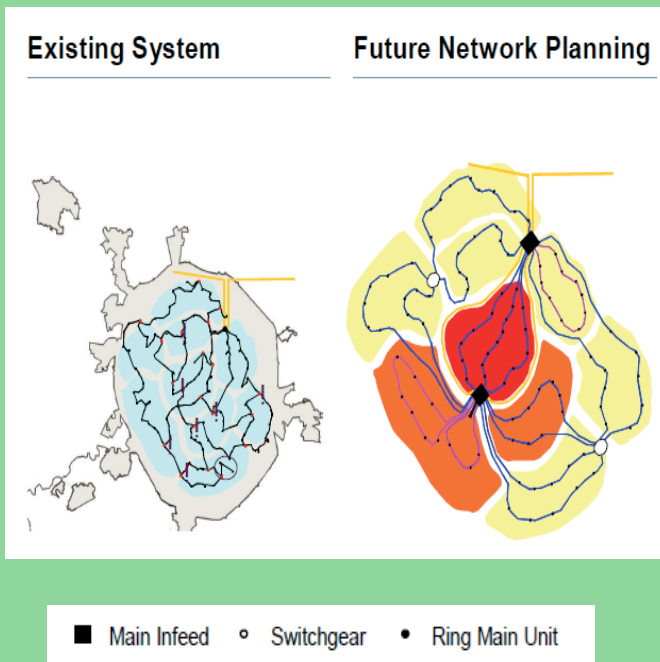 Existing System
Future Network Planning
Main Infeed
Switchgear
Ring Main Unit